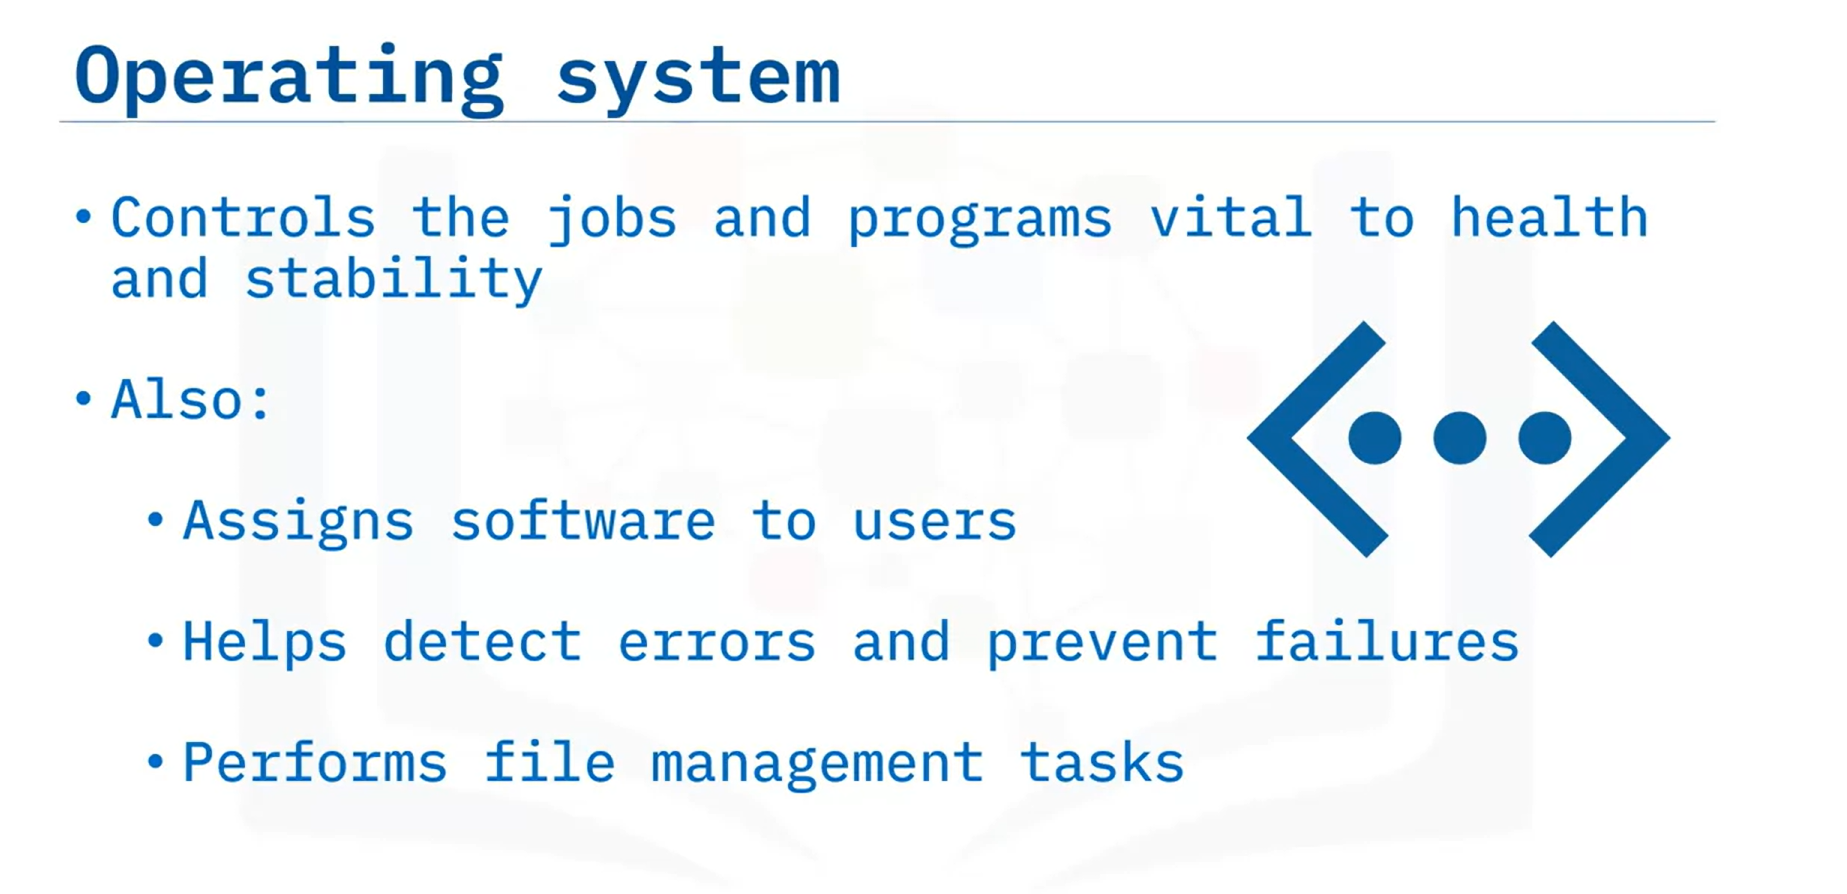 Operating system
• Controls the jobs and programs vital to health
and stability
• Also:
• Assigns software to users
• Helps detect errors and prevent failures
• Performs file management tasks